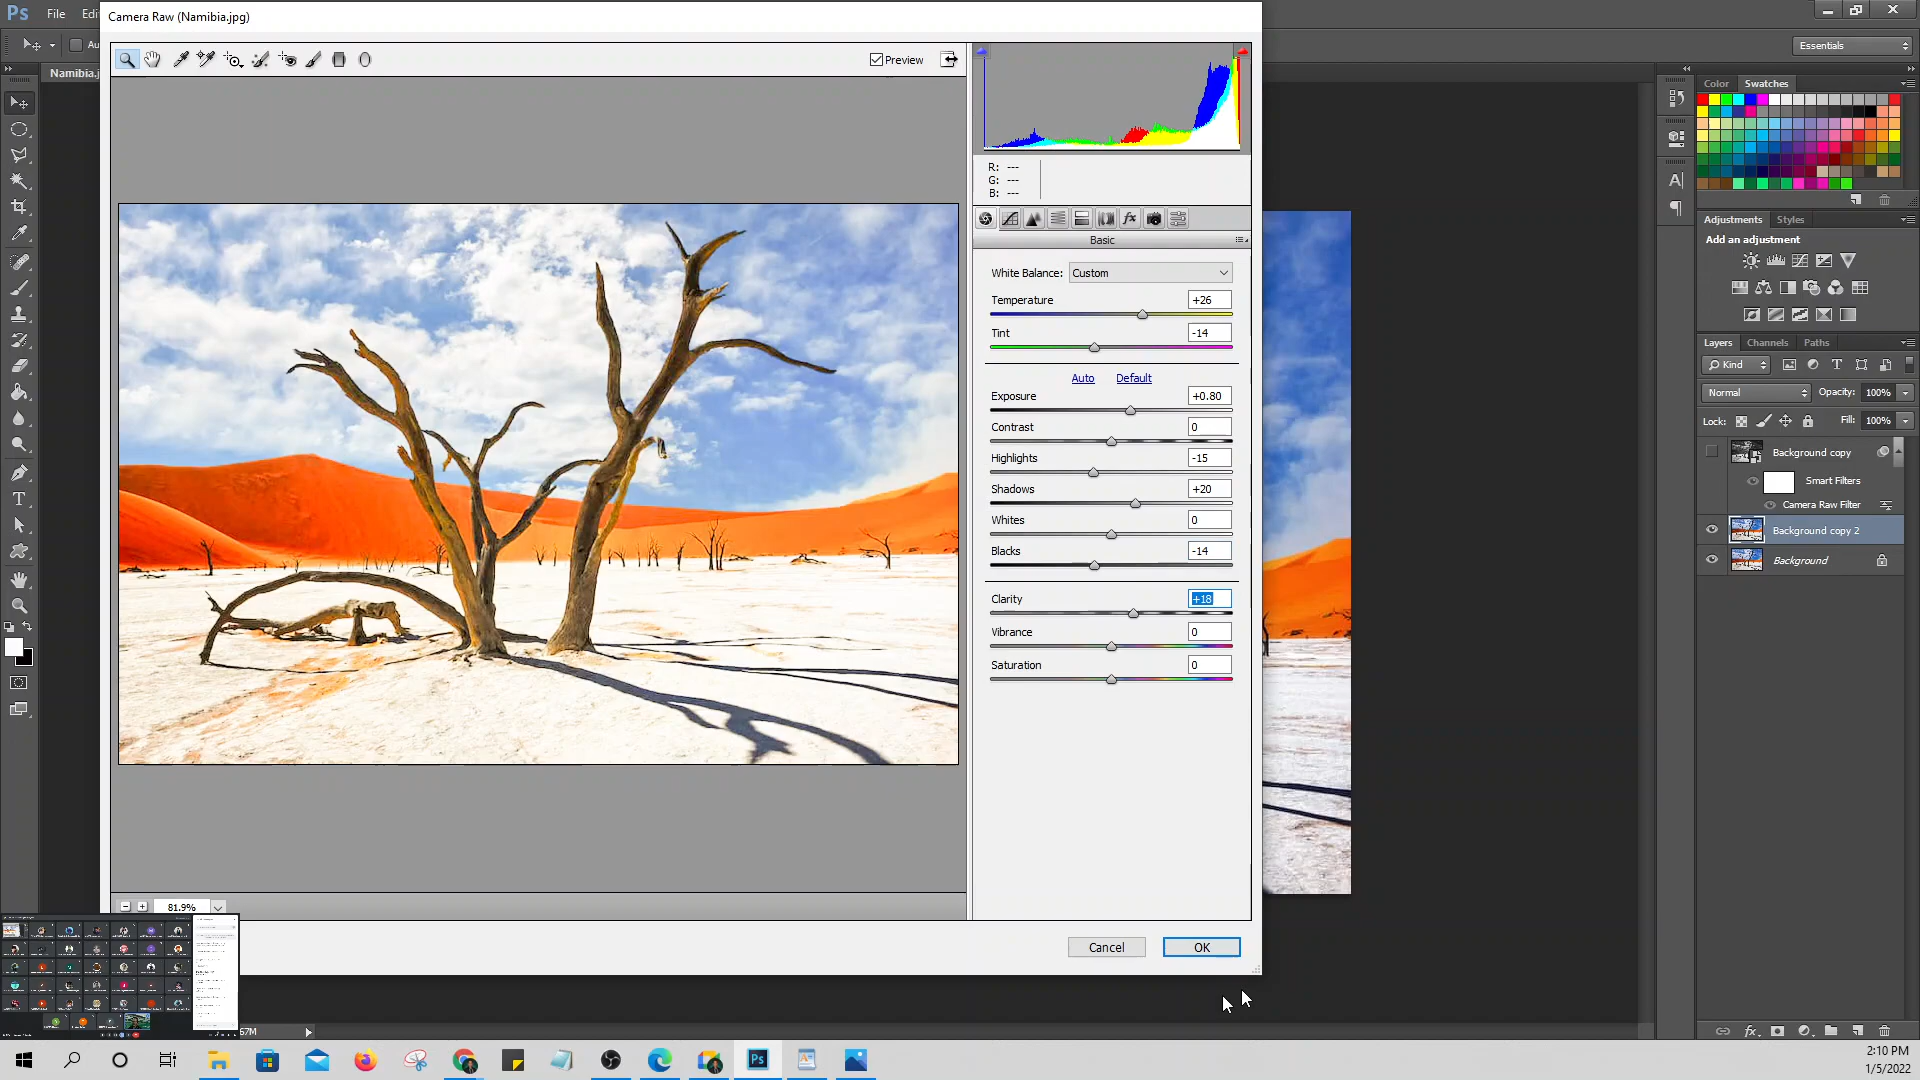 Camera Raw (Namibia.jpg)
Ps File
Essentials
Namibia.j
Preview
Color Swatches
R: ---
G: ---
B: ---
Basic
White Balance: Custom
Temperature +26
Tint -14
Auto Default
Exposure +0.80
Contrast 0
Highlights -15
Shadows +20
Whites 0
Blacks -14
Clarity +18
Vibrance 0
Saturation 0
Adjustments Styles
Add an adjustment
Layers Channels Paths
Kind
Normal Opacity: 100%
Lock: Fill: 100%
Background copy
Smart Filters
Camera Raw Filter
Background copy 2
Background
81.9%
Cancel OK
67M
fx
Ps
2:10 PM
1/5/2022